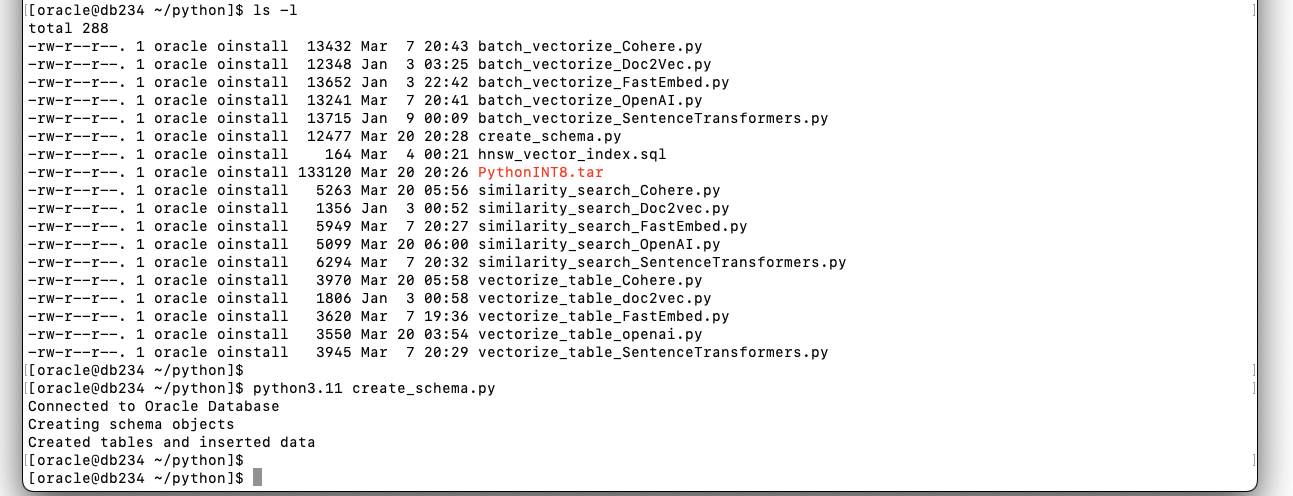 [oracle@db234 ~/python]$ ls -l
total 288
-rw-r--r--. 1 oracle oinstall  13432 Mar  7 20:43 batch_vectorize_Cohere.py
-rw-r--r--. 1 oracle oinstall  12348 Jan  3 03:25 batch_vectorize_Doc2Vec.py
-rw-r--r--. 1 oracle oinstall  13652 Jan  3 22:42 batch_vectorize_FastEmbed.py
-rw-r--r--. 1 oracle oinstall  13241 Mar  7 20:41 batch_vectorize_OpenAI.py
-rw-r--r--. 1 oracle oinstall  13715 Jan  9 00:09 batch_vectorize_SentenceTransformers.py
-rw-r--r--. 1 oracle oinstall  12477 Mar 20 20:28 create_schema.py
-rw-r--r--. 1 oracle oinstall    164 Mar  4 00:21 hnsw_vector_index.sql
-rw-r--r--. 1 oracle oinstall 133120 Mar 20 20:26 PythonINT8.tar
-rw-r--r--. 1 oracle oinstall   5263 Mar 20 05:56 similarity_search_Cohere.py
-rw-r--r--. 1 oracle oinstall   1356 Jan  3 00:52 similarity_search_Doc2vec.py
-rw-r--r--. 1 oracle oinstall   5949 Mar  7 20:27 similarity_search_FastEmbed.py
-rw-r--r--. 1 oracle oinstall   5099 Mar 20 06:00 similarity_search_OpenAI.py
-rw-r--r--. 1 oracle oinstall   6294 Mar  7 20:32 similarity_search_SentenceTransformers.py
-rw-r--r--. 1 oracle oinstall   3970 Mar 20 05:58 vectorize_table_Cohere.py
-rw-r--r--. 1 oracle oinstall   1806 Jan  3 00:58 vectorize_table_doc2vec.py
-rw-r--r--. 1 oracle oinstall   3620 Mar  7 19:36 vectorize_table_FastEmbed.py
-rw-r--r--. 1 oracle oinstall   3550 Mar 20 03:54 vectorize_table_openai.py
-rw-r--r--. 1 oracle oinstall   3945 Mar  7 20:29 vectorize_table_SentenceTransformers.py
[oracle@db234 ~/python]$
[oracle@db234 ~/python]$ python3.11 create_schema.py
Connected to Oracle Database
Creating schema objects
Created tables and inserted data
[oracle@db234 ~/python]$
[oracle@db234 ~/python]$